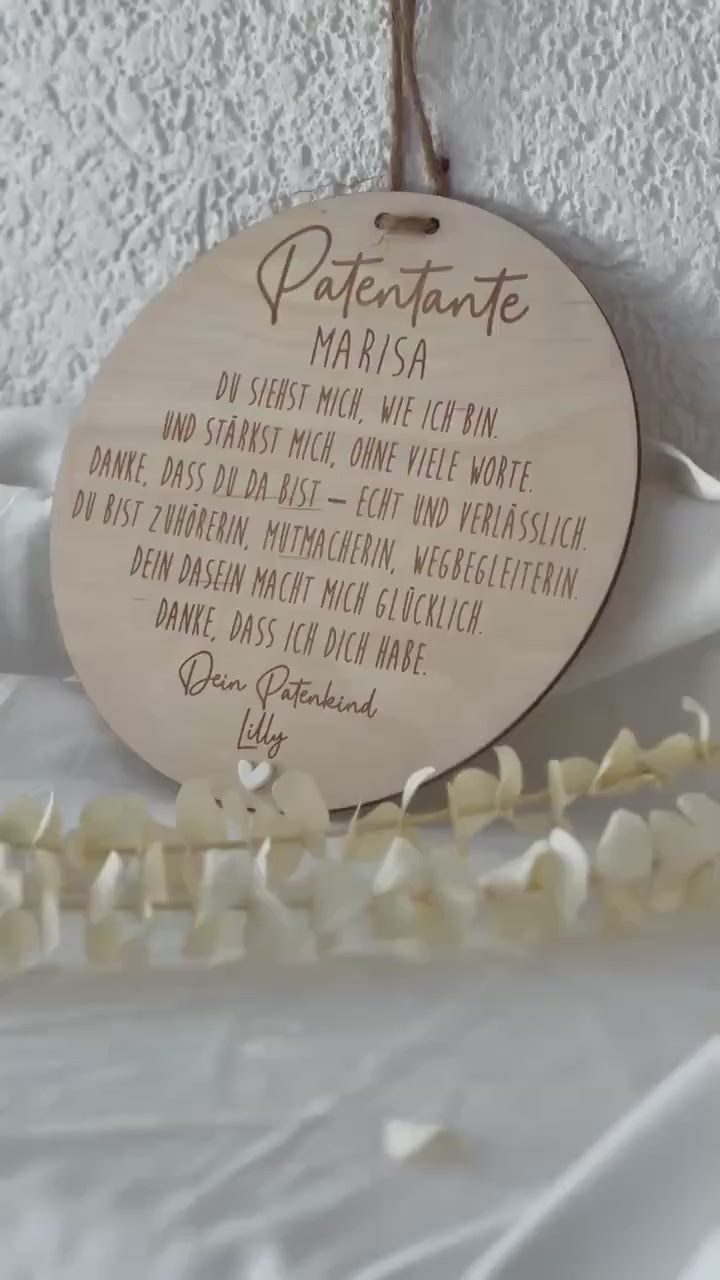 Patentante
MARISA
DU SIEHST MICH, WIE ICH BIN.
UND STÄRKST MICH, OHNE VIELE WORTE.
DANKE, DASS DU DA BIST – ECHT UND VERLÄSSLICH.
DU BIST ZUHÖRERIN, MUTMACHERIN, WEGBEGLEITERIN.
DEIN DASEIN MACHT MICH GLÜCKLICH.
DANKE, DASS ICH DICH HABE.
Dein Patenkind
Lilly